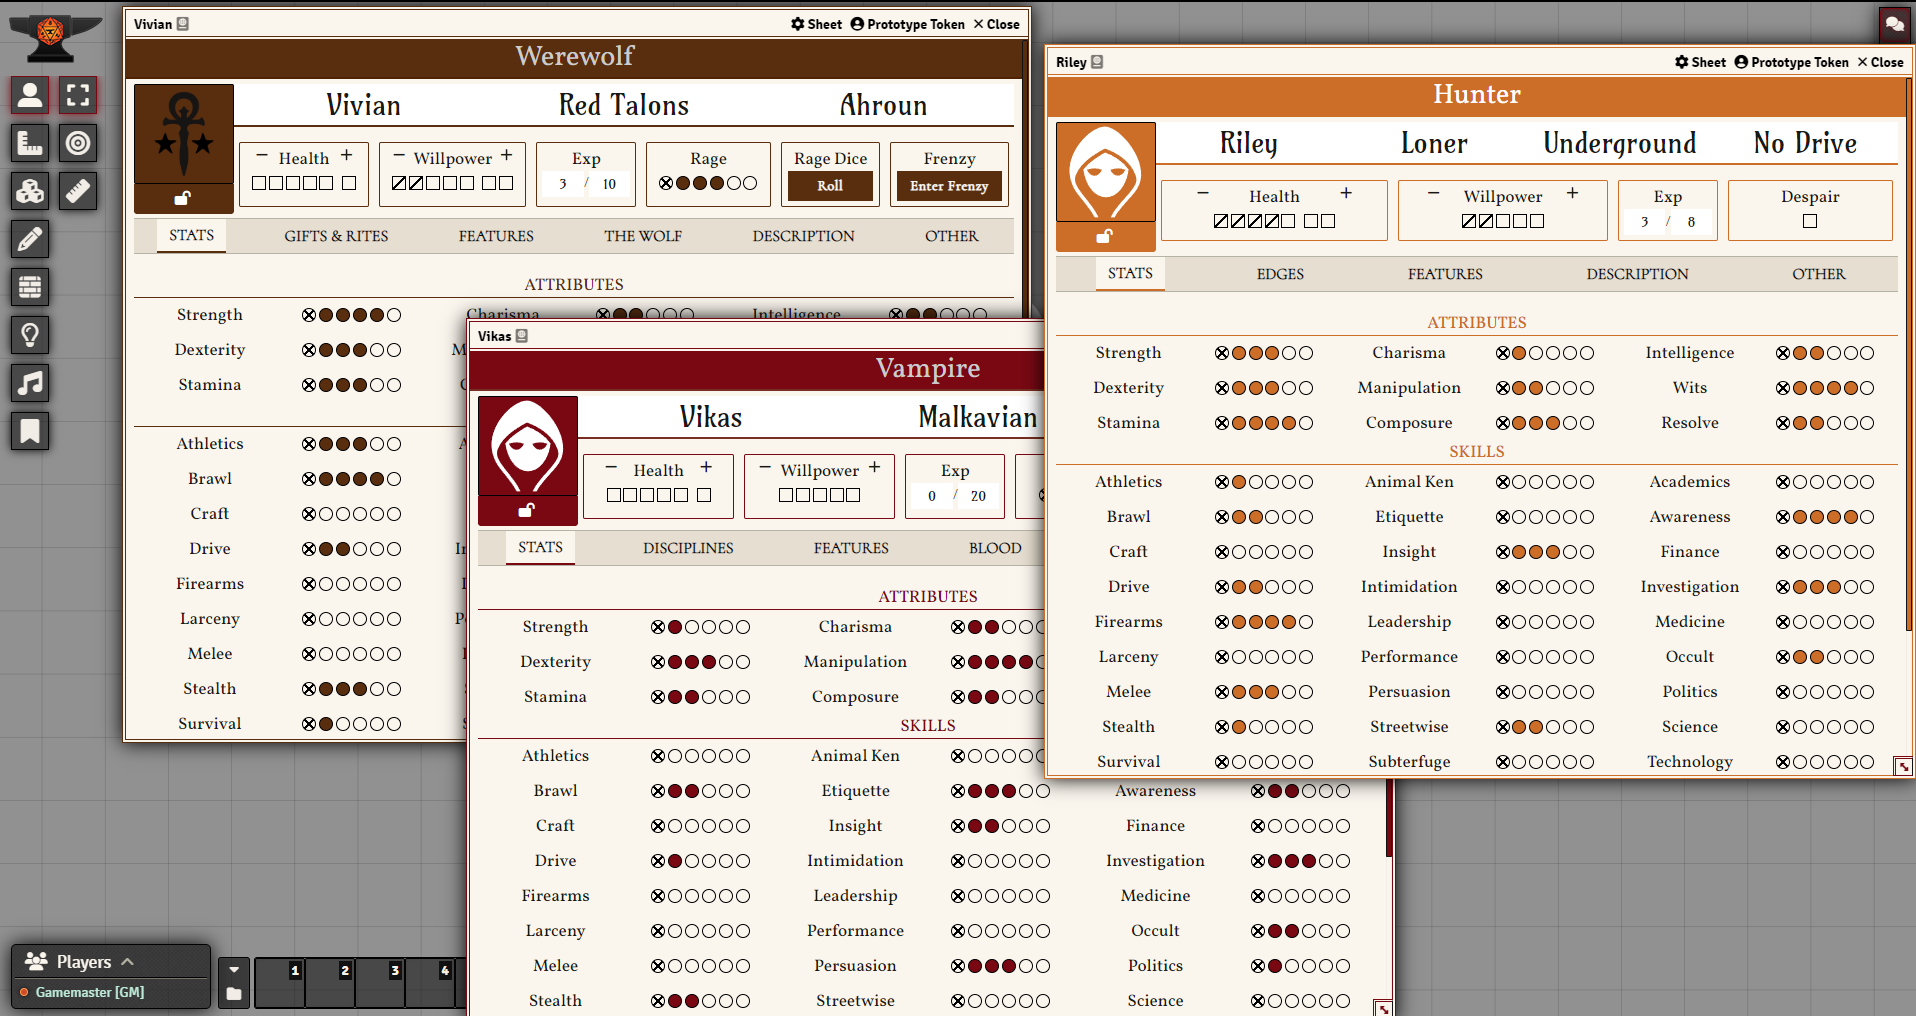 Vivian
Sheet Prototype Token Close
Werewolf
Vivian Red Talons Ahroun
Health Willpower Exp Rage Rage Dice Frenzy
3 / 10 Roll Enter Frenzy
STATS GIFTS & RITES FEATURES THE WOLF DESCRIPTION OTHER
ATTRIBUTES
Strength Charisma Intelligence
Dexterity
Stamina
Athletics
Brawl
Craft
Drive
Firearms
Larceny
Melee
Stealth
Survival
Vikas
Vampire
Vikas Malkavian
Health Willpower Exp
0 / 20
STATS DISCIPLINES FEATURES BLOOD
ATTRIBUTES
Strength Charisma
Dexterity Manipulation
Stamina Composure
SKILLS
Athletics Animal Ken
Brawl Etiquette Awareness
Craft Insight Finance
Drive Intimidation Investigation
Firearms Leadership Medicine
Larceny Performance Occult
Melee Persuasion Politics
Stealth Streetwise Science
Riley
Sheet Prototype Token Close
Hunter
Riley Loner Underground No Drive
Health Willpower Exp Despair
3 / 8
STATS EDGES FEATURES DESCRIPTION OTHER
ATTRIBUTES
Strength Charisma Intelligence
Dexterity Manipulation Wits
Stamina Composure Resolve
SKILLS
Athletics Animal Ken Academics
Brawl Etiquette Awareness
Craft Insight Finance
Drive Intimidation Investigation
Firearms Leadership Medicine
Larceny Performance Occult
Melee Persuasion Politics
Stealth Streetwise Science
Survival Subterfuge Technology
Players
Gamemaster [GM]
1 2 3 4